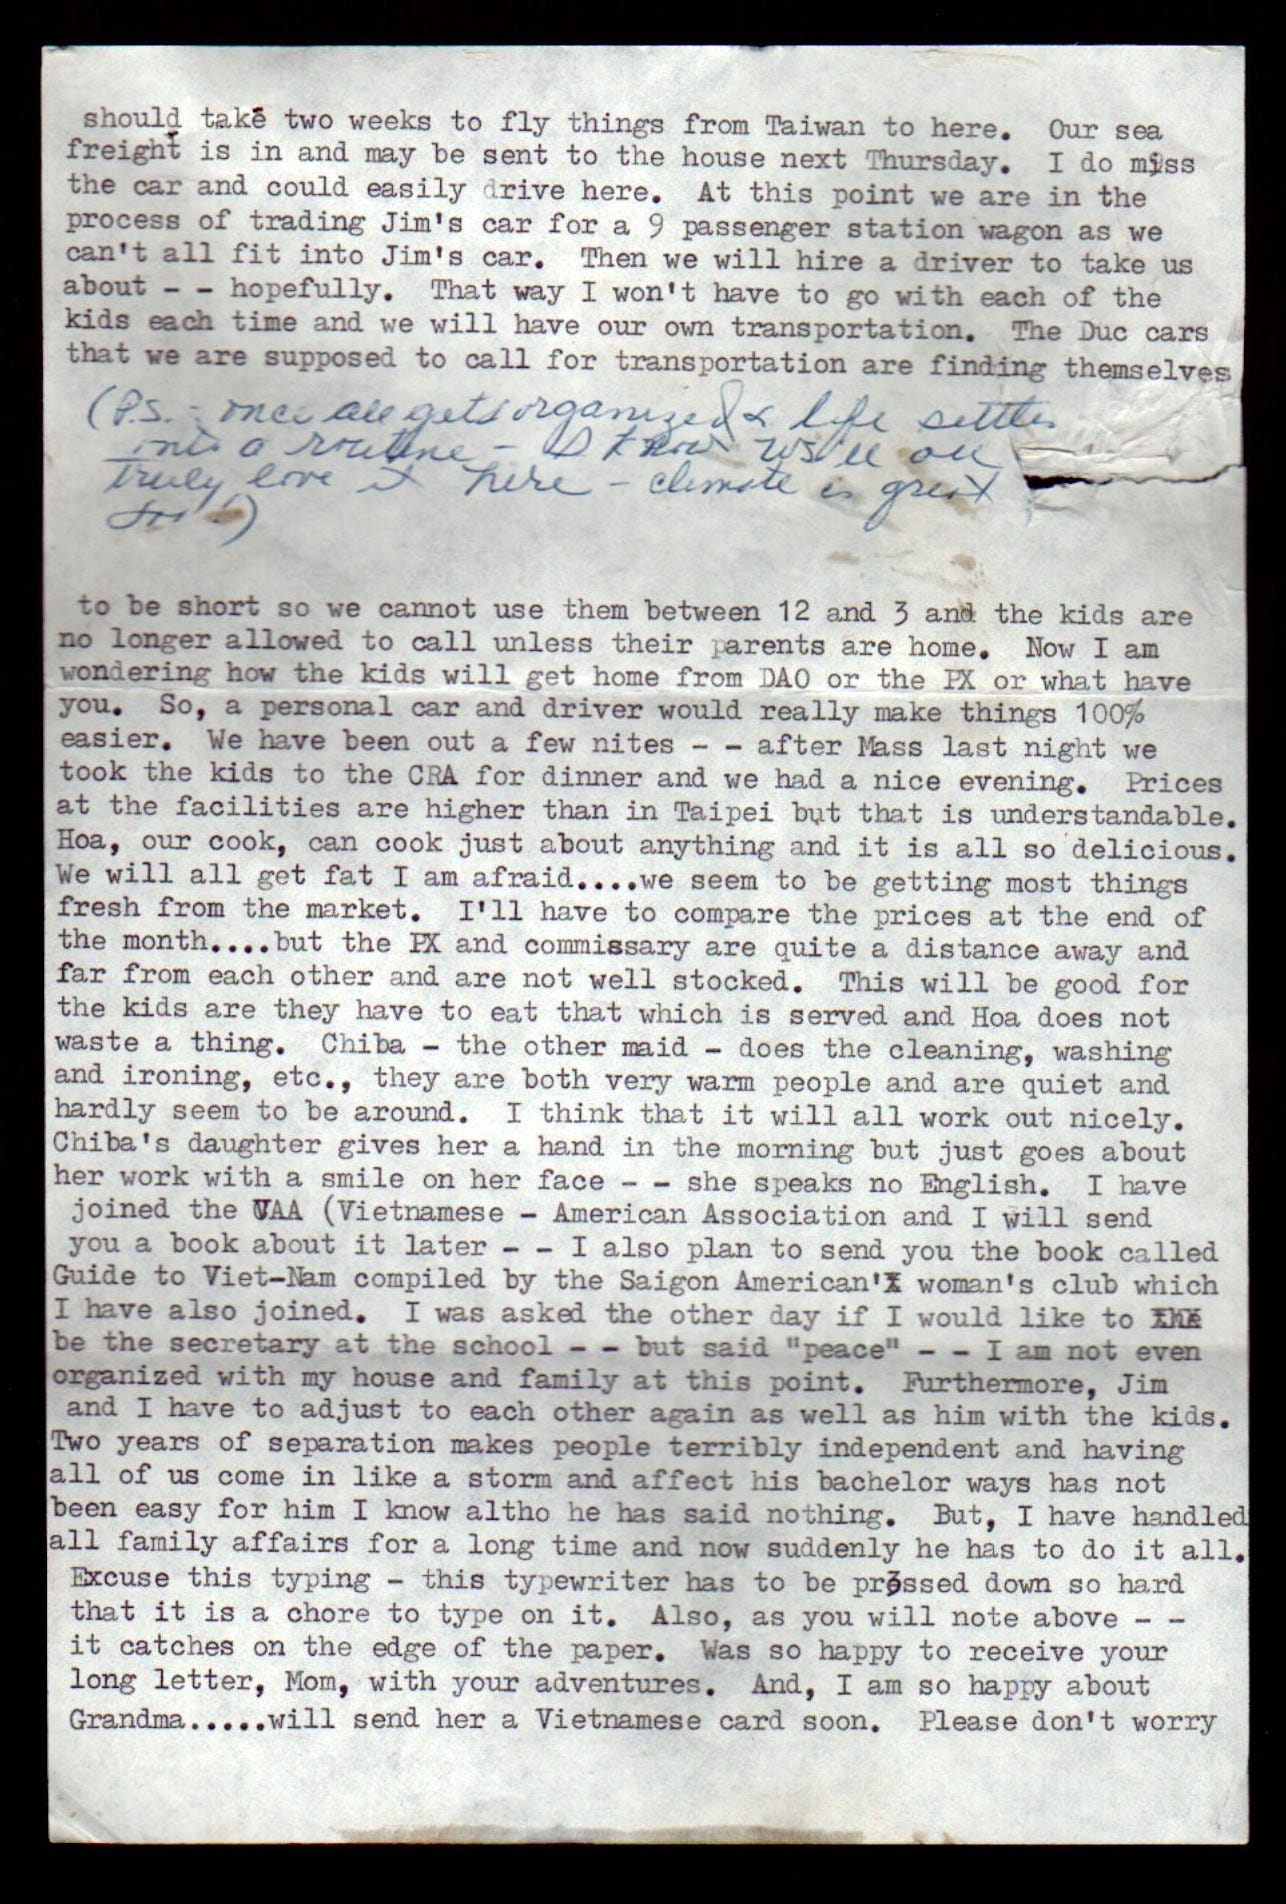 should take two weeks to fly things from Taiwan to here.  Our sea
freight is in and may be sent to the house next Thursday.  I do miss
the car and could easily drive here.  At this point we are in the
process of trading Jim's car for a 9 passenger station wagon as we
can't all fit into Jim's car.  Then we will hire a driver to take us
about - - hopefully.  That way I won't have to go with each of the
kids each time and we will have our own transportation.  The Duc cars
that we are supposed to call for transportation are finding themselves
(P.S. - once all gets organized & life settles
into a routine - I know we'll all
truly love it here - climate is great
too!)
to be short so we cannot use them between 12 and 3 and the kids are
no longer allowed to call unless their parents are home.  Now I am
wondering how the kids will get home from DAO or the PX or what have
you.  So, a personal car and driver would really make things 100%
easier.  We have been out a few nites - - after Mass last night we
took the kids to the CRA for dinner and we had a nice evening.  Prices
at the facilities are higher than in Taipei but that is understandable.
Hoa, our cook, can cook just about anything and it is all so delicious.
We will all get fat I am afraid....we seem to be getting most things
fresh from the market.  I'll have to compare the prices at the end of
the month....but the PX and commissary are quite a distance away and
far from each other and are not well stocked.  This will be good for
the kids are they have to eat that which is served and Hoa does not
waste a thing.  Chiba - the other maid - does the cleaning, washing
and ironing, etc., they are both very warm people and are quiet and
hardly seem to be around.  I think that it will all work out nicely.
Chiba's daughter gives her a hand in the morning but just goes about
her work with a smile on her face - - she speaks no English.  I have
joined the VAA (Vietnamese - American Association and I will send
you a book about it later - - I also plan to send you the book called
Guide to Viet-Nam compiled by the Saigon American' woman's club which
I have also joined.  I was asked the other day if I would like to
be the secretary at the school - - but said "peace" - - I am not even
organized with my house and family at this point.  Furthermore, Jim
and I have to adjust to each other again as well as him with the kids.
Two years of separation makes people terribly independent and having
all of us come in like a storm and affect his bachelor ways has not
been easy for him I know altho he has said nothing.  But, I have handled
all family affairs for a long time and now suddenly he has to do it all.
Excuse this typing - this typewriter has to be pressed down so hard
that it is a chore to type on it.  Also, as you will note above - -
it catches on the edge of the paper.  Was so happy to receive your
long letter, Mom, with your adventures.  And, I am so happy about
Grandma.....will send her a Vietnamese card soon.  Please don't worry